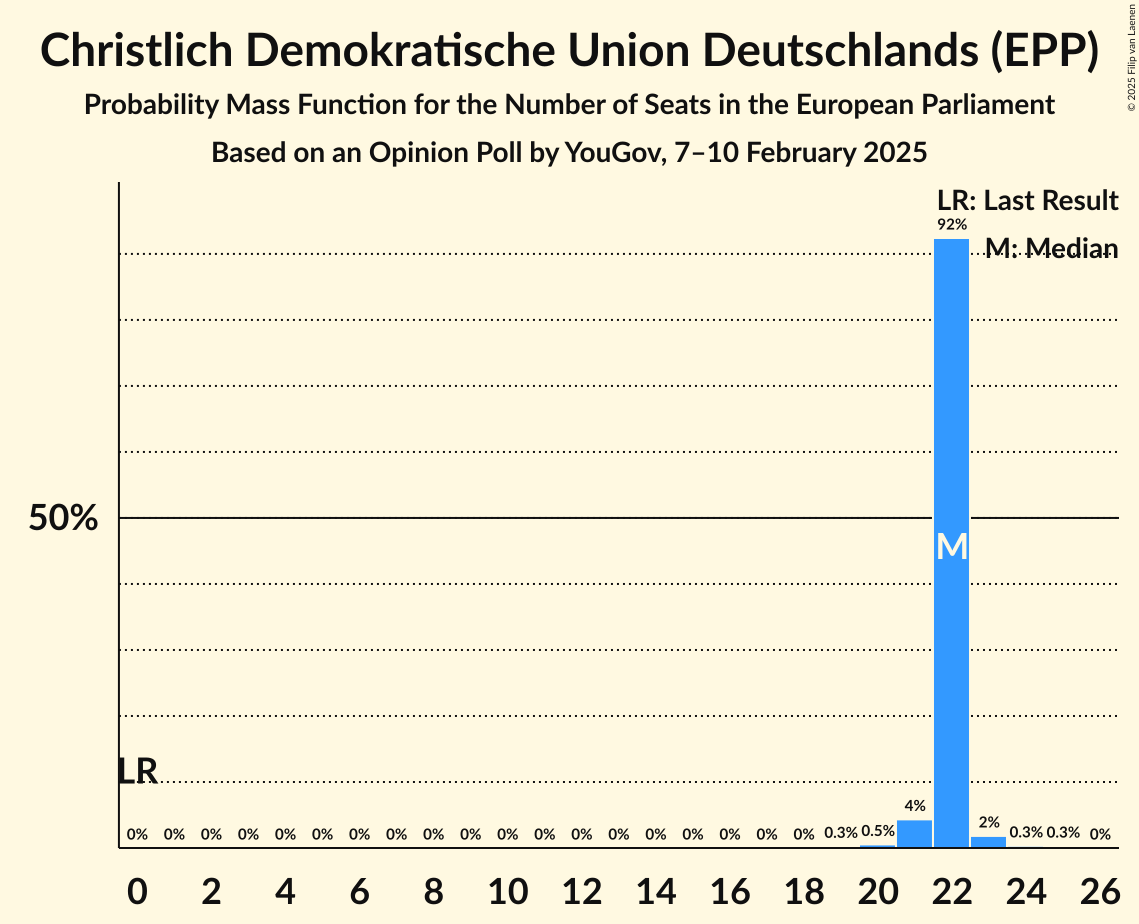 Christlich Demokratische Union Deutschlands (EPP)
Probability Mass Function for the Number of Seats in the European Parliament
Based on an Opinion Poll by YouGov, 7–10 February 2025
© 2025 Filip van Laenen
LR: Last Result
M: Median
92%
50%
M
LR
0% 0% 0% 0% 0% 0% 0% 0% 0% 0% 0% 0% 0% 0% 0% 0% 0% 0% 0% 0.3% 0.5% 4% 2% 0.3% 0.3% 0%
0 2 4 6 8 10 12 14 16 18 20 22 24 26